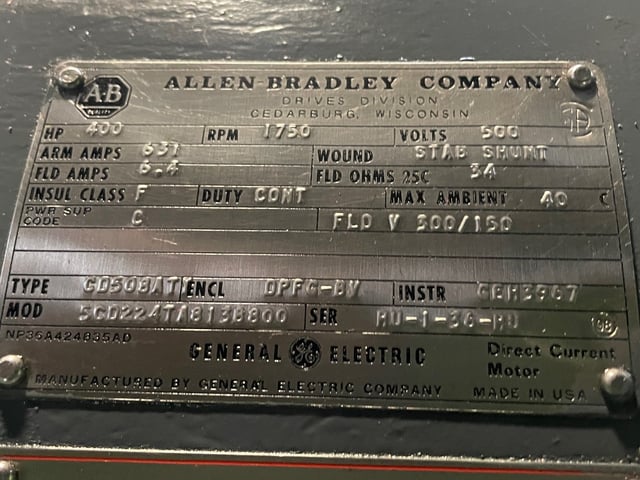 A-B
QUALITY
ALLEN-BRADLEY COMPANY
DRIVES DIVISION
CEDARBURG, WISCONSIN
HP 400 RPM 1750 VOLTS 500
ARM AMPS 631 WOUND STAB SHUNT
FLD AMPS 6.4 FLD OHMS 25C 34
INSUL CLASS F DUTY CONT MAX AMBIENT 40 C
PWR SUP CODE C FLD V 300/150
TYPE CD508AT ENCL DPFG-BV INSTR GEH3967
MOD 5CD224TA813B800 SER
NP36A424835AD
GENERAL GE ELECTRIC
Direct Current Motor
MANUFACTURED BY GENERAL ELECTRIC COMPANY MADE IN USA